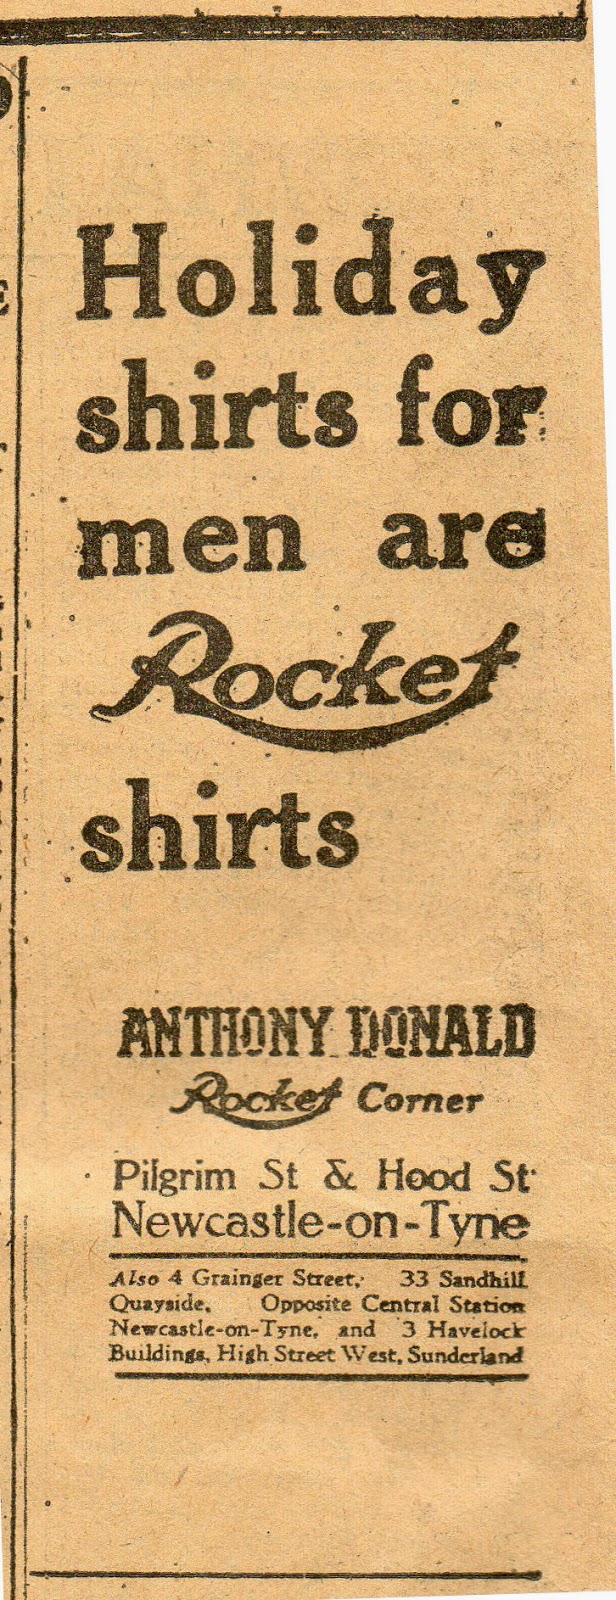 Holiday
shirts for
men are
Rocket
shirts
ANTHONY DONALD
Rocket Corner
Pilgrim St & Hood St
Newcastle-on-Tyne
Also 4 Grainger Street, 33 Sandhill
Quayside, Opposite Central Station
Newcastle-on-Tyne, and 3 Havelock
Buildings, High Street West, Sunderland